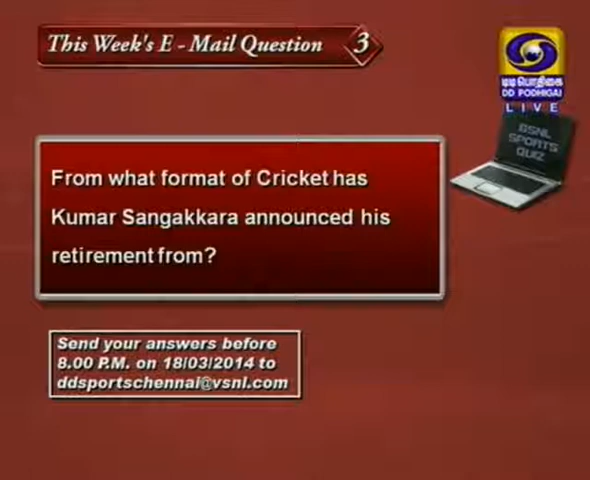 This Week's E - Mail Question 3
டிடி பொதிகை
DD PODHIGAI
LIVE
BSNL
SPORTS
QUIZ
From what format of Cricket has
Kumar Sangakkara announced his
retirement from?
Send your answers before
8.00 P.M. on 18/03/2014 to
ddsportschennai@vsnl.com